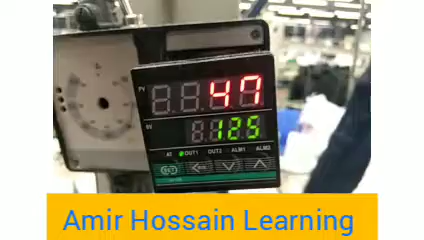 PV
47
SV
125
AT OUT1 OUT2 ALM1 ALM2
SET
Amir Hossain Learning